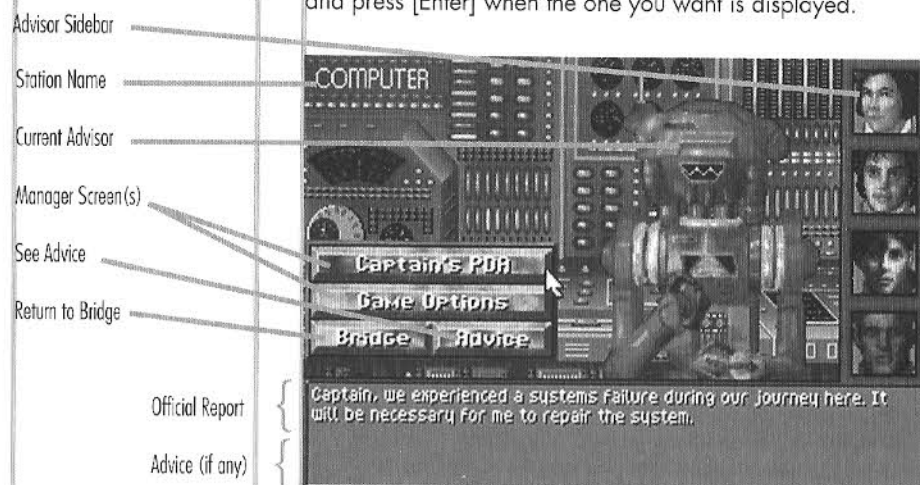 and press [Enter] when the one you want is displayed.
Advisor Sidebar
Station Name
COMPUTER
Current Advisor
Manager Screen(s)
See Advice
Return to Bridge
Captain's PDA
Game Options
Bridge
Advice
Official Report
Captain, we experienced a systems failure during our journey here. It
will be necessary for me to repair the system.
Advice (if any)